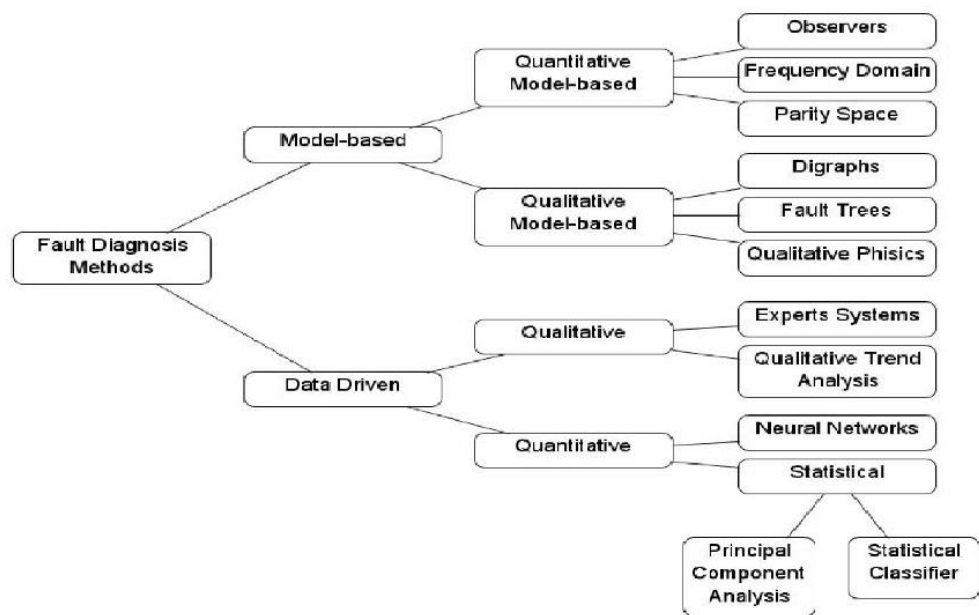 Observers
Quantitative
Model-based
Frequency Domain
Parity Space
Model-based
Digraphs
Qualitative
Model-based
Fault Trees
Qualitative Phisics
Fault Diagnosis
Methods
Experts Systems
Qualitative
Qualitative Trend
Analysis
Data Driven
Neural Networks
Quantitative
Statistical
Principal
Component
Analysis
Statistical
Classifier